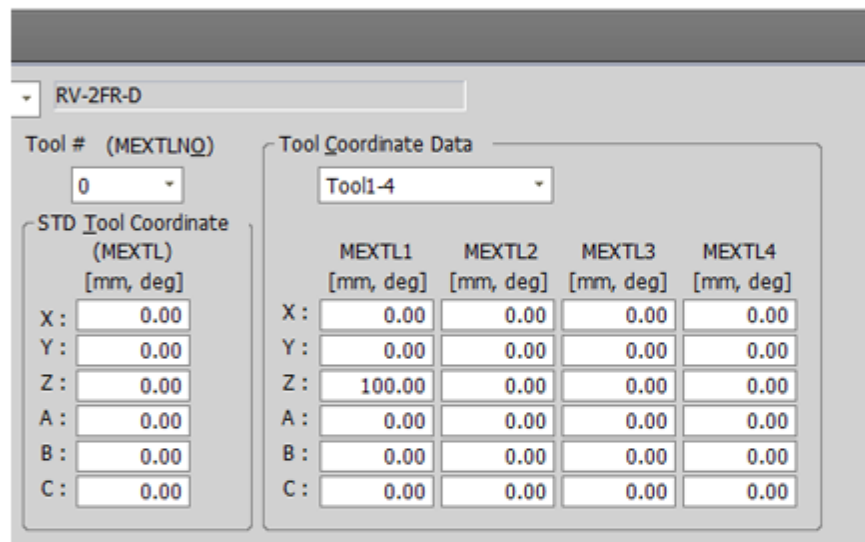 RV-2FR-D
Tool # (MEXTLNO)
0
STD Tool Coordinate
(MEXTL)
[mm, deg]
X : 0.00
Y : 0.00
Z : 0.00
A : 0.00
B : 0.00
C : 0.00
Tool Coordinate Data
Tool1-4
MEXTL1 MEXTL2 MEXTL3 MEXTL4
[mm, deg] [mm, deg] [mm, deg] [mm, deg]
X : 0.00 0.00 0.00 0.00
Y : 0.00 0.00 0.00 0.00
Z : 100.00 0.00 0.00 0.00
A : 0.00 0.00 0.00 0.00
B : 0.00 0.00 0.00 0.00
C : 0.00 0.00 0.00 0.00